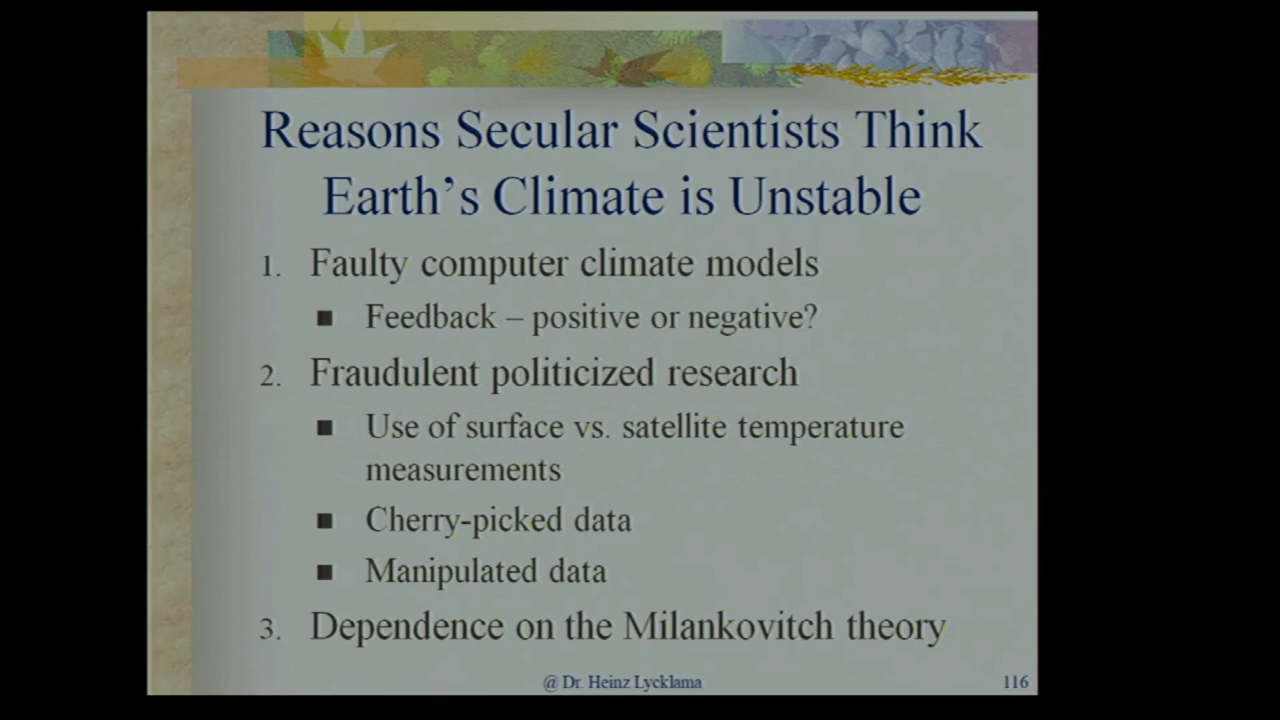 Reasons Secular Scientists Think
Earth's Climate is Unstable
1. Faulty computer climate models
■ Feedback – positive or negative?
2. Fraudulent politicized research
■ Use of surface vs. satellite temperature
measurements
■ Cherry-picked data
■ Manipulated data
3. Dependence on the Milankovitch theory
@ Dr. Heinz Lycklama
116